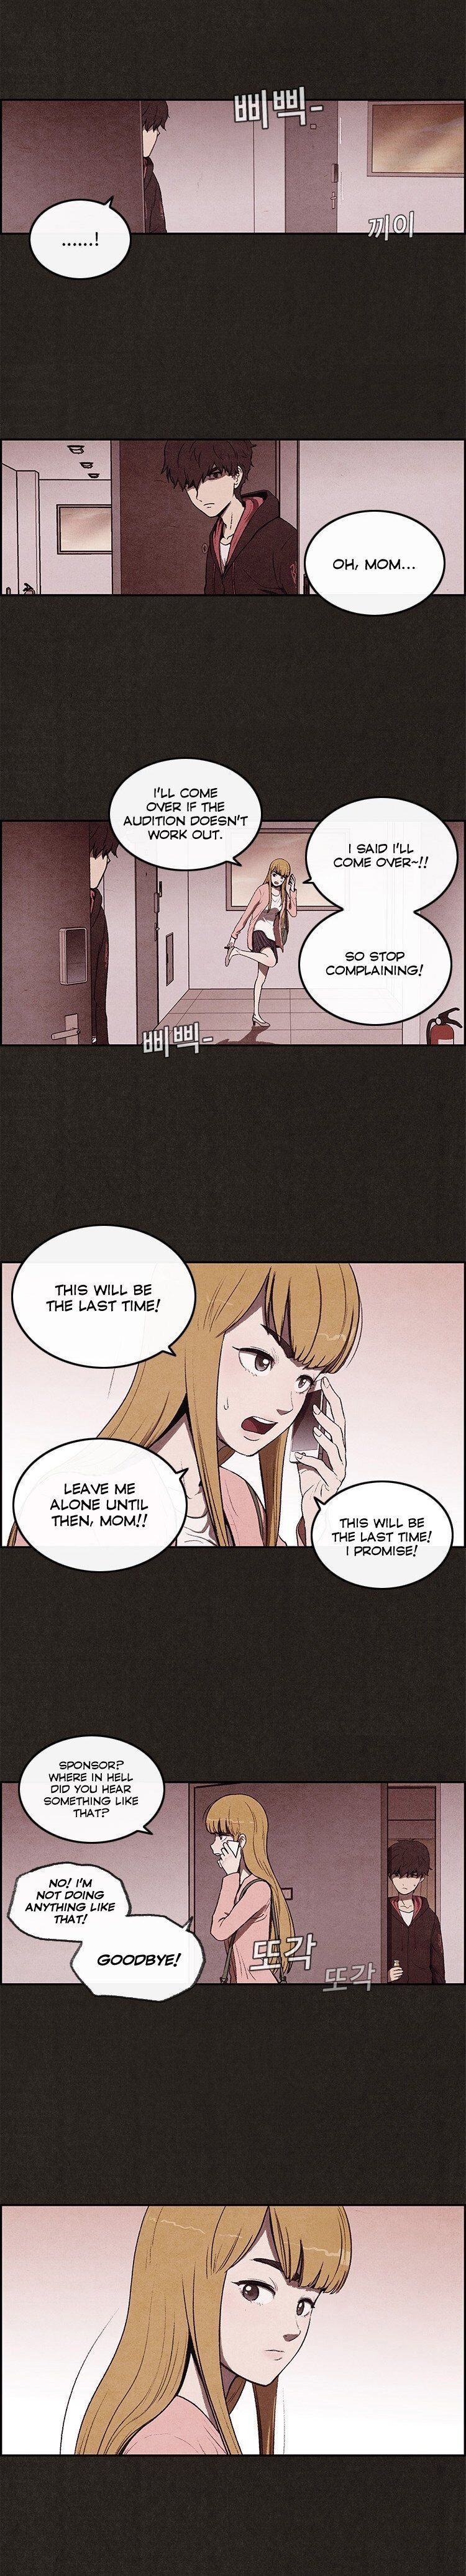 삐삑-
끼이
......!
OH, MOM...
I'LL COME
OVER IF THE
AUDITION DOESN'T
WORK OUT.
I SAID I'LL
COME OVER~!!
SO STOP
COMPLAINING!
삐삑-
THIS WILL BE
THE LAST TIME!
LEAVE ME
ALONE UNTIL
THEN, MOM!!
THIS WILL BE
THE LAST TIME!
I PROMISE!
SPONSOR?
WHERE IN HELL
DID YOU HEAR
SOMETHING LIKE
THAT?
NO! I'M
NOT DOING
ANYTHING LIKE
THAT!
GOODBYE!
또각
또각